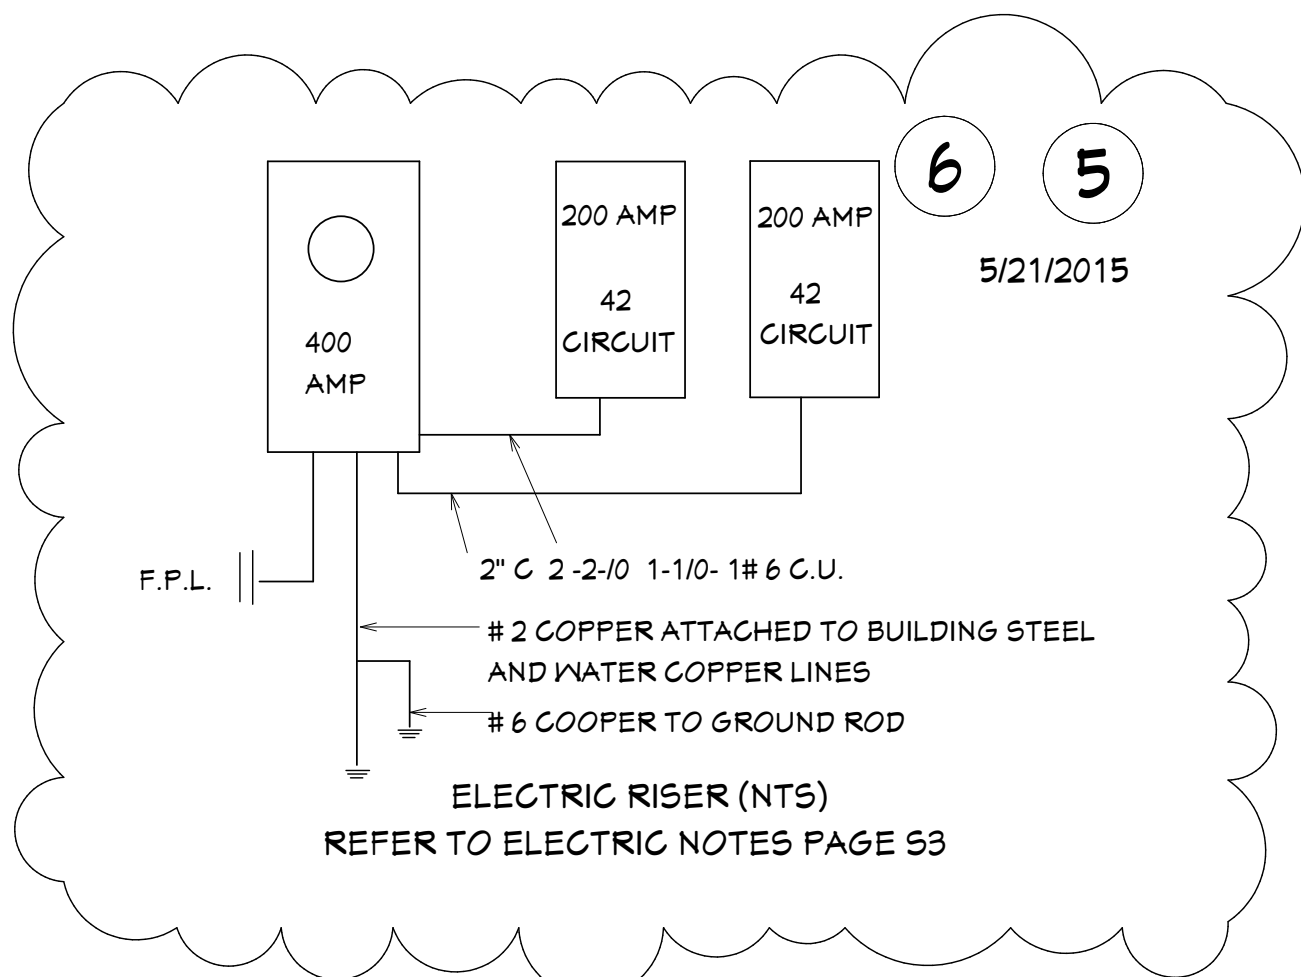 6
5
5/21/2015
400
AMP
200 AMP
42
CIRCUIT
200 AMP
42
CIRCUIT
F.P.L.
2" C 2 -2-/0 1-1/0- 1# 6 C.U.
# 2 COPPER ATTACHED TO BUILDING STEEL
AND WATER COPPER LINES
# 6 COOPER TO GROUND ROD
ELECTRIC RISER (NTS)
REFER TO ELECTRIC NOTES PAGE S3